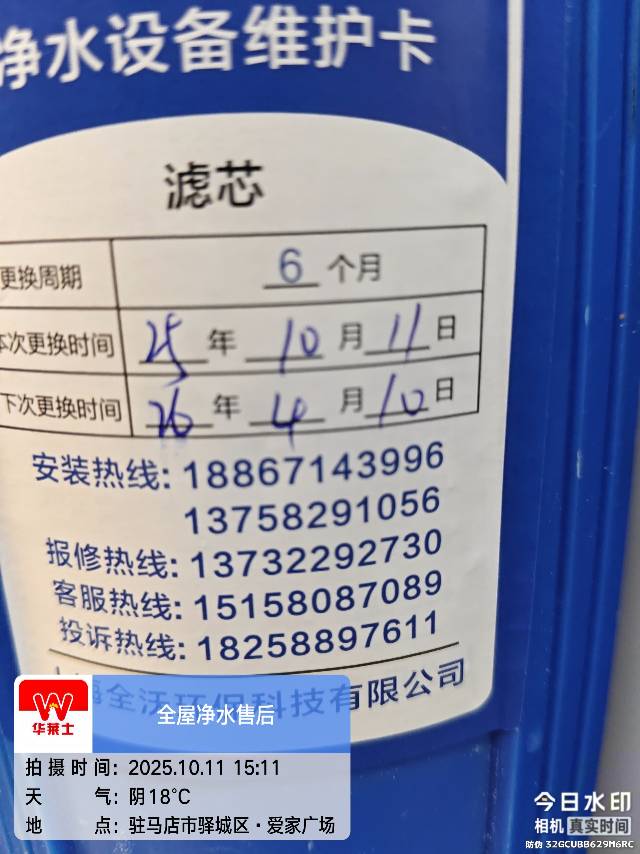 净水设备维护卡
滤芯
更换周期 6 个月
本次更换时间 25 年 10 月 11 日
下次更换时间 26 年 4 月 10 日
安装热线: 18867143996
13758291056
报修热线: 13732292730
客服热线: 15158087089
投诉热线: 18258897611
全沃环保科技有限公司
华莱士
全屋净水售后
拍摄时间: 2025.10.11 15:11
天气: 阴18°C
地点: 驻马店市驿城区·爱家广场
今日水印
相机 真实时间
防伪 32GCUBB629M6RC